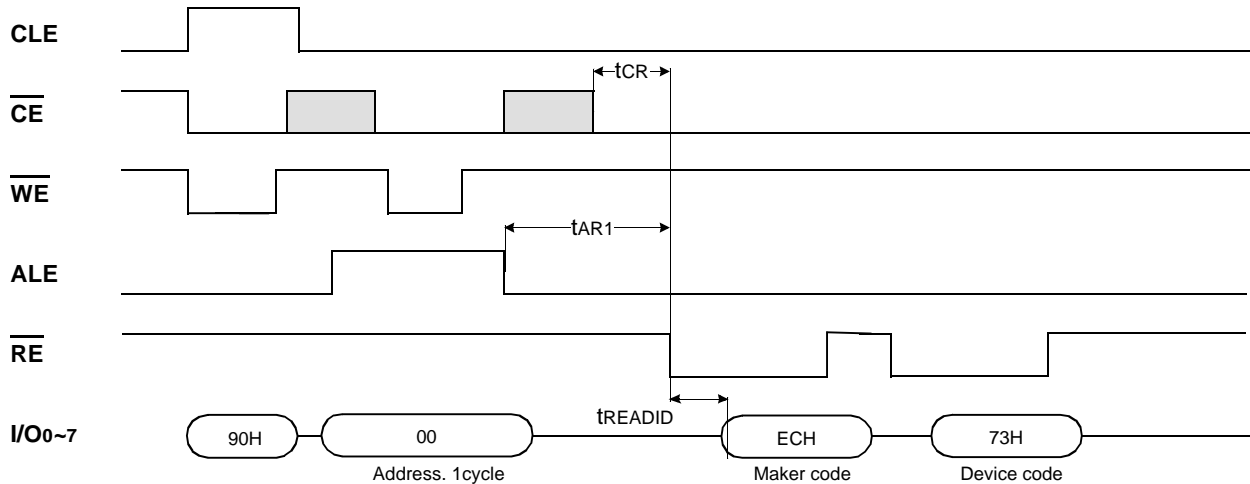 CLE
tCR
CE
WE
tAR1
ALE
RE
tREADID
I/O0~7
90H
00
ECH
73H
Address. 1cycle
Maker code
Device code